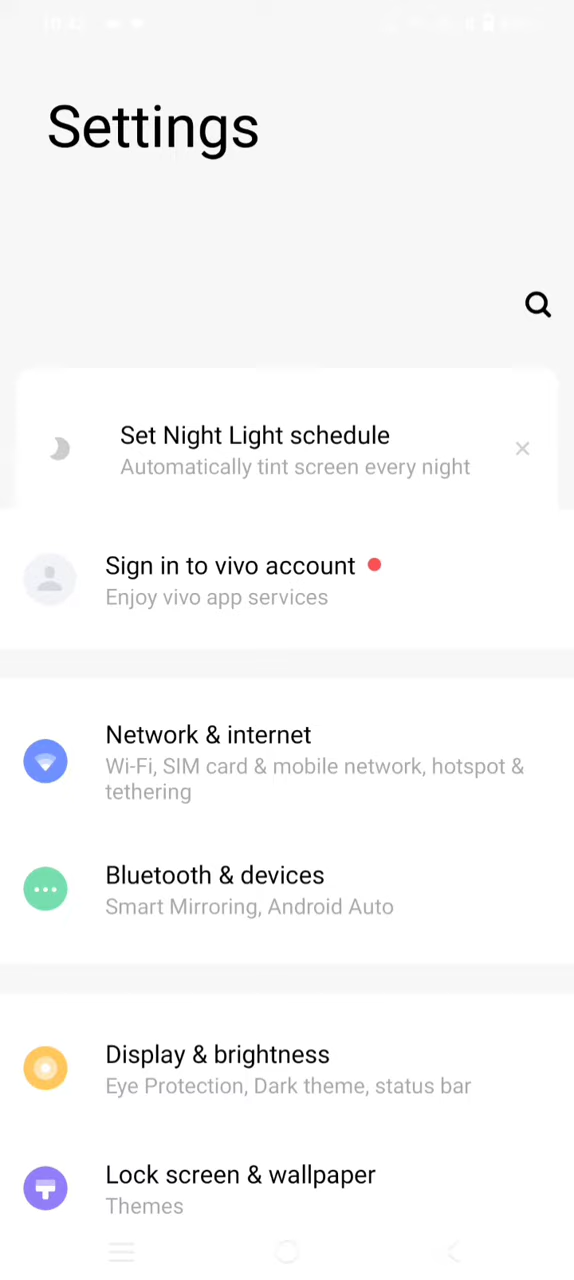 Settings
Set Night Light schedule
Automatically tint screen every night
Sign in to vivo account
Enjoy vivo app services
Network & internet
Wi-Fi, SIM card & mobile network, hotspot &
tethering
Bluetooth & devices
Smart Mirroring, Android Auto
Display & brightness
Eye Protection, Dark theme, status bar
Lock screen & wallpaper
Themes